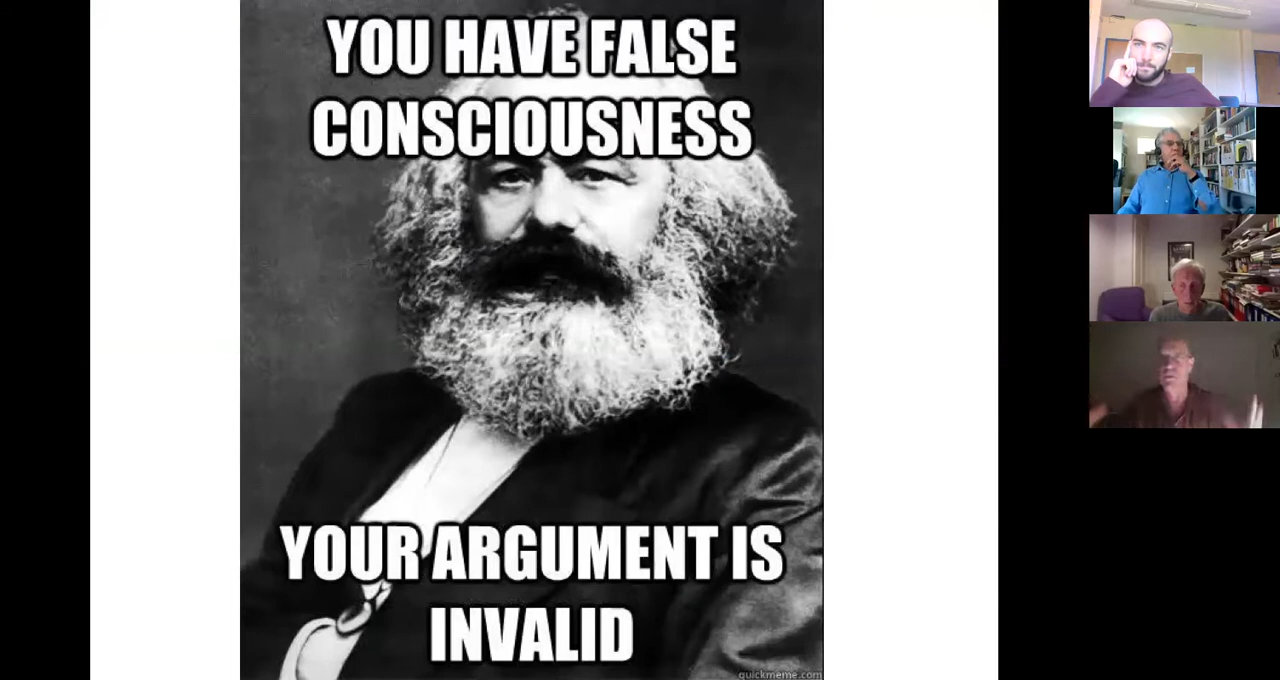 YOU HAVE FALSE
CONSCIOUSNESS
YOUR ARGUMENT IS
INVALID
quickmeme.com